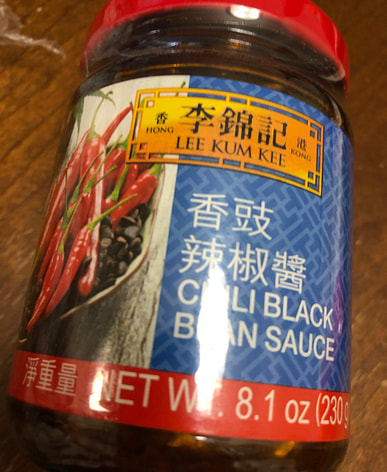 香 李錦記 港
HONG LEE KUM KEE KONG
香豉
辣椒醬
CHILI BLACK
BEAN SAUCE
淨重量 NET WT. 8.1 oz (230 g